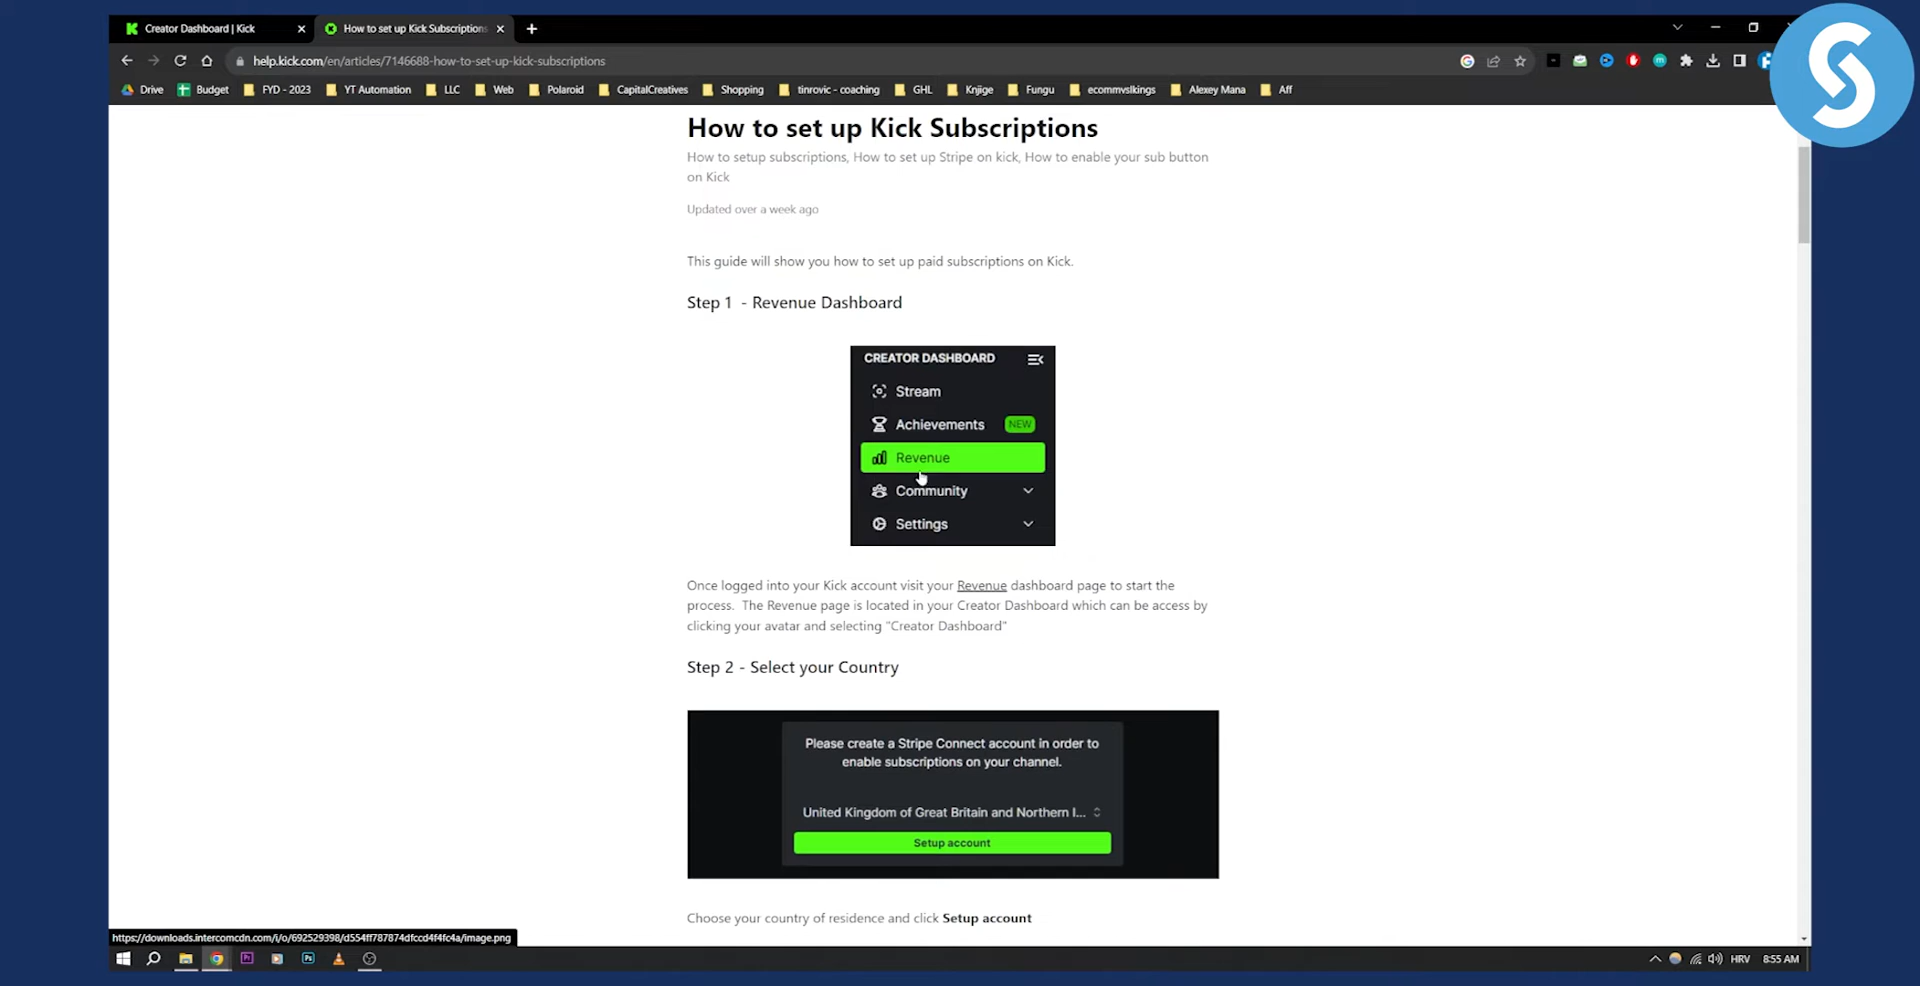 Creator Dashboard | Kick
How to set up Kick Subscriptions
help.kick.com/en/articles/7146688-how-to-set-up-kick-subscriptions
Drive Budget FYD - 2023 YT Automation LLC Web Polaroid CapitalCreatives Shopping tinrovic - coaching GHL Knjige Fungu ecommvslkings Alexey Mana Aff
How to set up Kick Subscriptions
How to setup subscriptions, How to set up Stripe on kick, How to enable your sub button
on Kick
Updated over a week ago
This guide will show you how to set up paid subscriptions on Kick.
Step 1 - Revenue Dashboard
CREATOR DASHBOARD
Stream
Achievements NEW
Revenue
Community
Settings
Once logged into your Kick account visit your Revenue dashboard page to start the
process. The Revenue page is located in your Creator Dashboard which can be access by
clicking your avatar and selecting "Creator Dashboard"
Step 2 - Select your Country
Please create a Stripe Connect account in order to
enable subscriptions on your channel.
United Kingdom of Great Britain and Northern I...
Setup account
Choose your country of residence and click Setup account
https://downloads.intercomcdn.com/i/o/692529398/d554ff787874dfccd4f4fc4a/image.png
HRV 8:55 AM